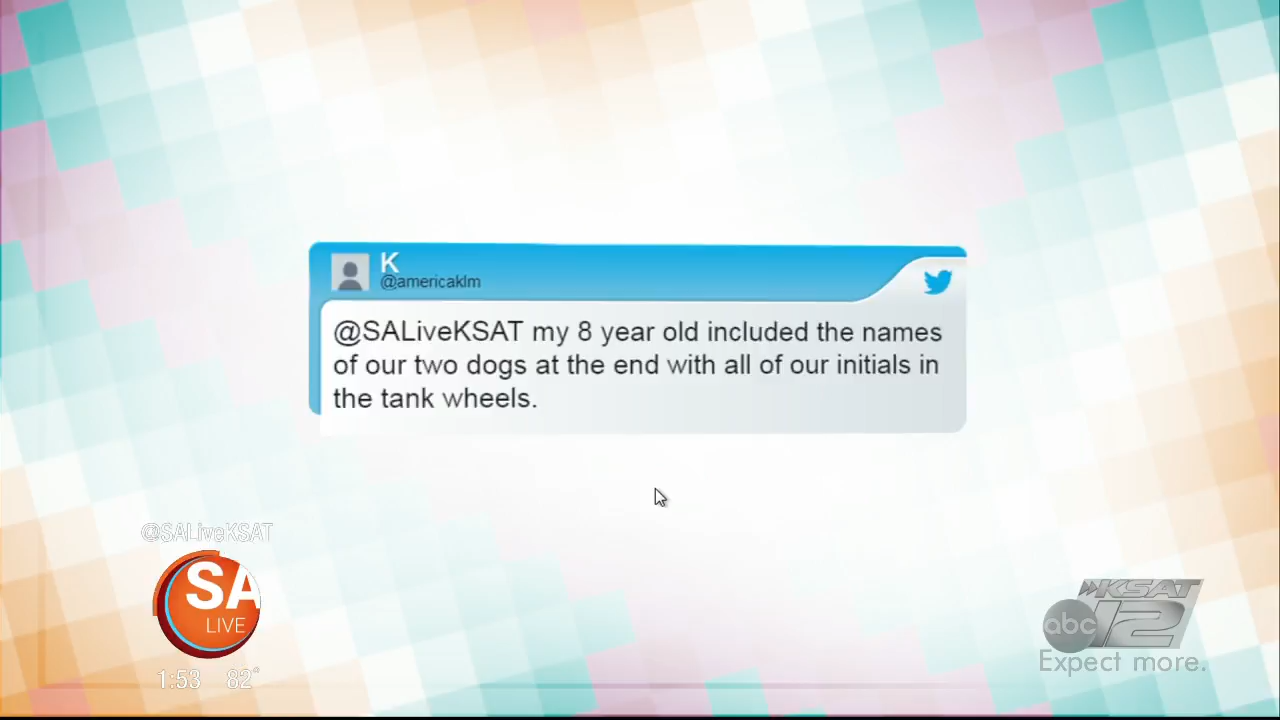 K
@americaklm
@SALiveKSAT my 8 year old included the names
of our two dogs at the end with all of our initials in
the tank wheels.
@SALiveKSAT
SA
LIVE
1:53 82°
KSAT
abc 12
Expect more.